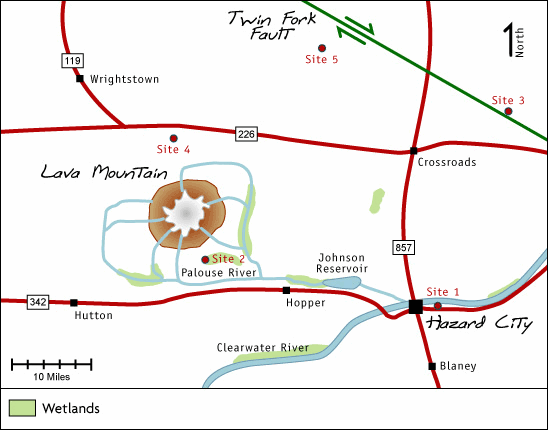 Twin Fork
Fault
North
Site 5
119
Wrightstown
Site 3
226
Site 4
Crossroads
Lava Mountain
857
Site 2
Palouse River
Johnson
Reservoir
342
Hutton
Hopper
Site 1
Hazard City
Clearwater River
10 Miles
Blaney
Wetlands